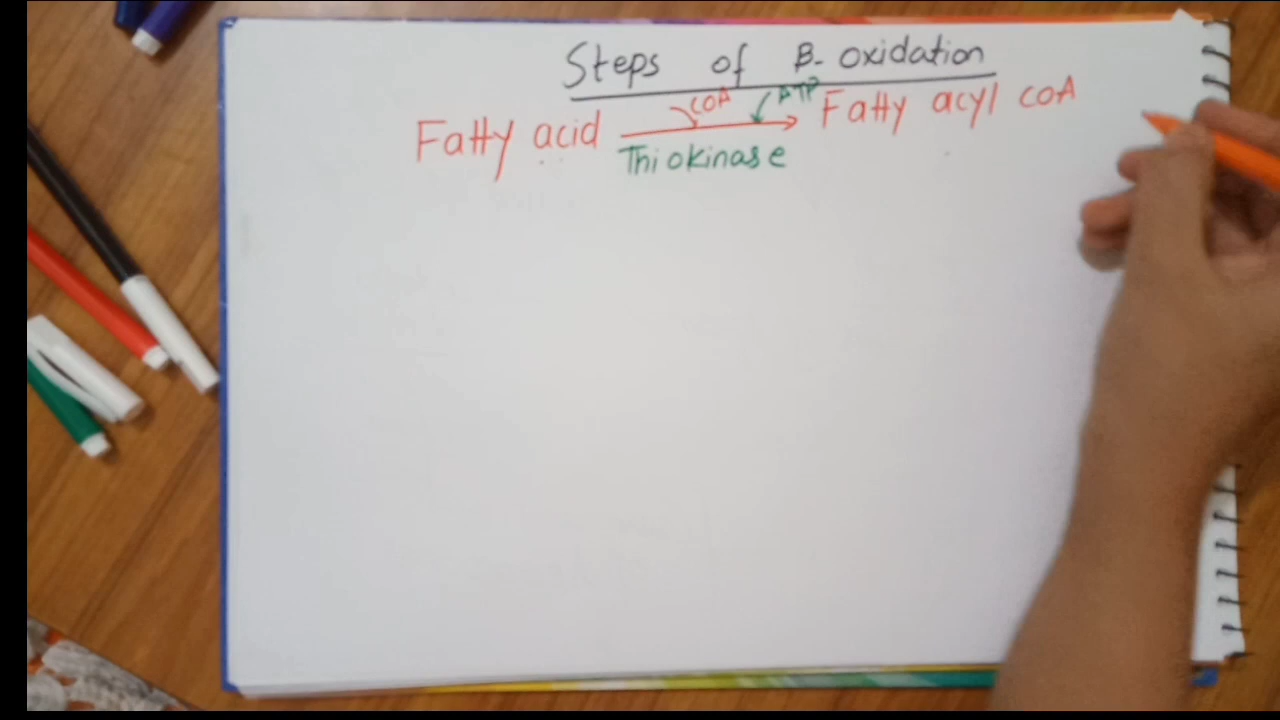 Steps of B-oxidation
Fatty acid COA ATP Fatty acyl coA
Thiokinase